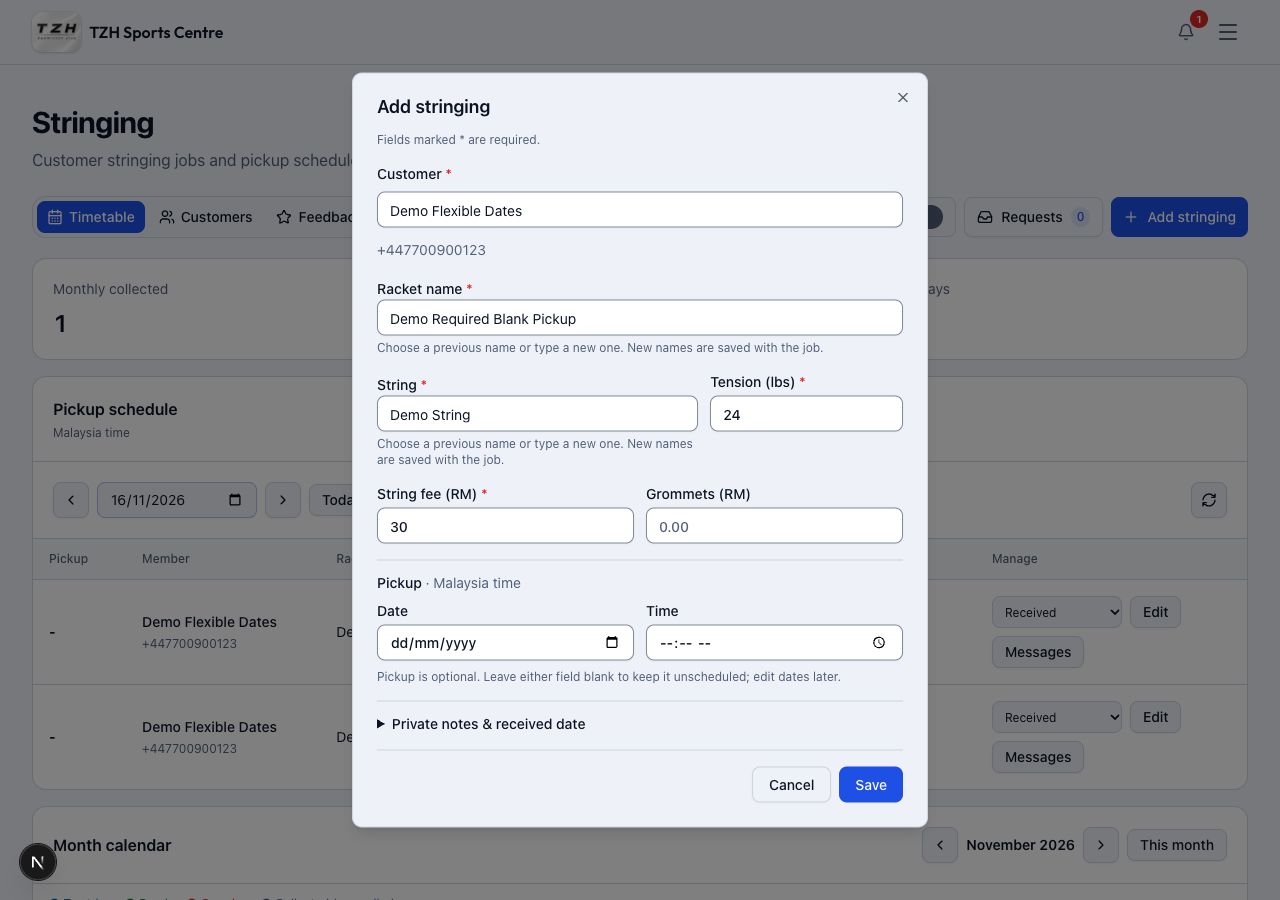 TZH
TZH Sports Centre
1
Stringing
Customer stringing jobs and pickup schedul
Timetable
Customers
Feedbac
Requests 0
Add stringing
Monthly collected
1
ays
Pickup schedule
Malaysia time
16/11/2026
Toda
Pickup
Member
Ra
Manage
-
Demo Flexible Dates
+447700900123
De
Received
Edit
Messages
-
Demo Flexible Dates
+447700900123
De
Received
Edit
Messages
Month calendar
November 2026
This month
N
Add stringing
Fields marked * are required.
Customer *
Demo Flexible Dates
+447700900123
Racket name *
Demo Required Blank Pickup
Choose a previous name or type a new one. New names are saved with the job.
String *
Tension (lbs) *
Demo String
24
Choose a previous name or type a new one. New names
are saved with the job.
String fee (RM) *
Grommets (RM)
30
0.00
Pickup · Malaysia time
Date
Time
dd/mm/yyyy
--:-- --
Pickup is optional. Leave either field blank to keep it unscheduled; edit dates later.
Private notes & received date
Cancel
Save